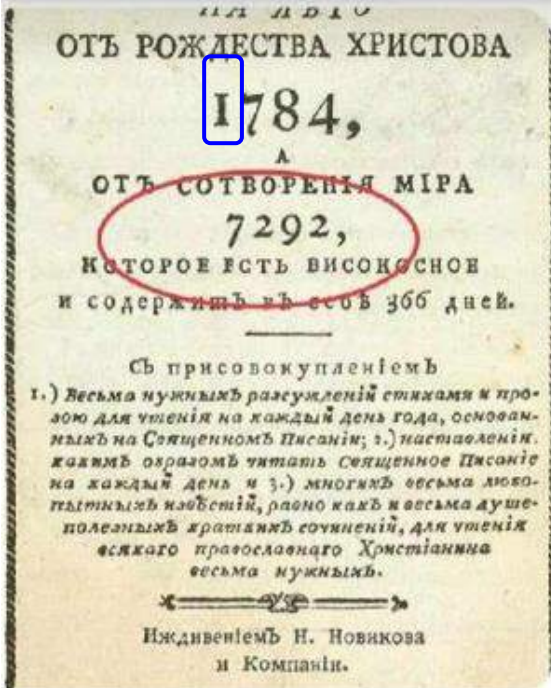 НА ЛѢТО
ОТЪ РОЖДЕСТВА ХРИСТОВА
1784,
А
ОТЪ СОТВОРЕНІЯ МІРА
7292,
КОТОРОЕ ЕСТЬ ВИСОКОСНОЕ
и содержитъ въ себѣ 366 дней.
Съ присовокупленіемъ
1.) Весьма нужныхъ разсужденій стихами и про-
зою для чтенія на каждый день года, основан-
ныхъ на Священномъ Писаніи; 2.) наставленія.
какимъ образомъ читать Священное Писаніе
на каждый день и 3.) многихъ весьма любо-
пытныхъ извѣстій, равно какъ и весьма душе-
полезныхъ краткихъ сочиненій, для чтенія
всякаго православнаго Христіанина
весьма нужныхъ.
Иждивеніемъ Н. Новикова
и Компаніи.